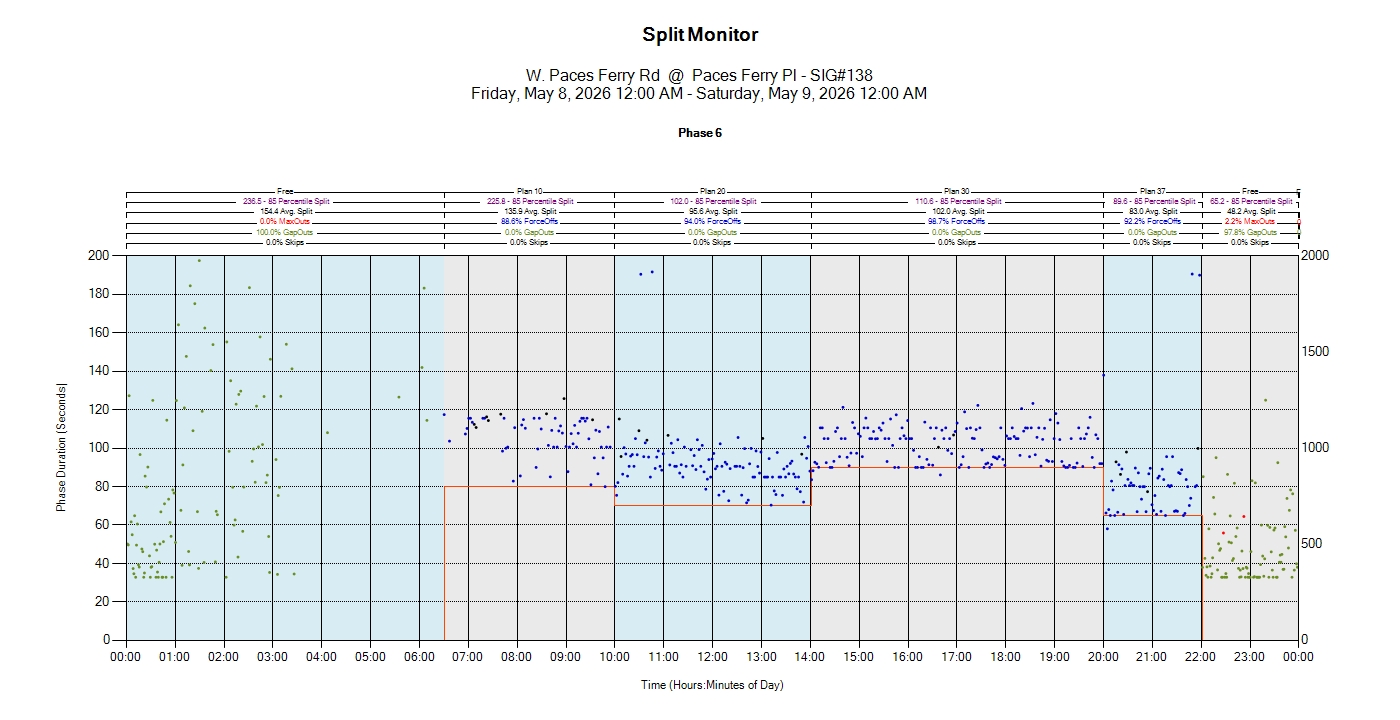 Split Monitor
W. Paces Ferry Rd @ Paces Ferry Pl - SIG#138
Friday, May 8, 2026 12:00 AM - Saturday, May 9, 2026 12:00 AM
Phase 6
Free Plan 10 Plan 20 Plan 30 Plan 37 Free F
236.5 - 85 Percentile Split 225.8 - 85 Percentile Split 102.0 - 85 Percentile Split 110.6 - 85 Percentile Split 89.6 - 85 Percentile Split 65.2 - 85 Percentile Split
154.4 Avg. Split 135.9 Avg. Split 95.6 Avg. Split 102.0 Avg. Split 83.0 Avg. Split 48.2 Avg. Split
0.0% MaxOuts 88.6% ForceOffs 94.0% ForceOffs 98.7% ForceOffs 92.2% ForceOffs 2.2% MaxOuts
100.0% GapOuts 0.0% GapOuts 0.0% GapOuts 0.0% GapOuts 0.0% GapOuts 97.8% GapOuts
0.0% Skips 0.0% Skips 0.0% Skips 0.0% Skips 0.0% Skips 0.0% Skips
200 2000
180
160
140 1500
120
100 1000
80
60
40 500
20
0 0
Phase Duration [Seconds]
00:00 01:00 02:00 03:00 04:00 05:00 06:00 07:00 08:00 09:00 10:00 11:00 12:00 13:00 14:00 15:00 16:00 17:00 18:00 19:00 20:00 21:00 22:00 23:00 00:00
Time (Hours:Minutes of Day)